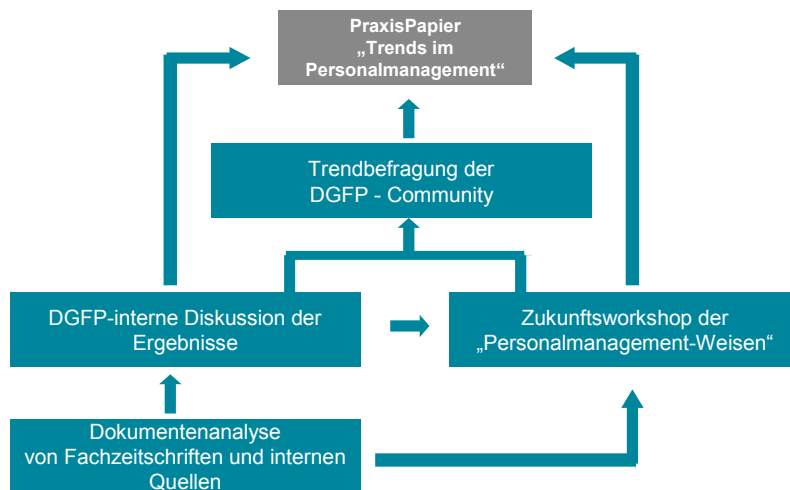 PraxisPapier
„Trends im
Personalmanagement“
Trendbefragung der
DGFP - Community
DGFP-interne Diskussion der
Ergebnisse
Zukunftsworkshop der
„Personalmanagement-Weisen“
Dokumentenanalyse
von Fachzeitschriften und internen
Quellen